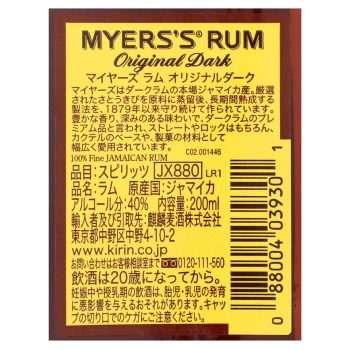 MYERS'S® RUM
Original Dark
マイヤーズ ラム オリジナルダーク
マイヤーズはダークラムの本場ジャマイカ産。厳選
されたさとうきびを原料に蒸留後、長期間熟成する
製法を、1879年以来守り続けて作られています。
豊かな香り、深みのある味わいで、ダークラムのプレ
ミアム品と言われ、ストレートやロックはもちろん、
カクテルのベースや、製菓の材料として
幅広く愛用されています。
C02.001446
100% Fine JAMAICAN RUM
品目:スピリッツ JX880 LR1
品名:ラム 原産国:ジャマイカ
アルコール分:40% 内容量:200ml
輸入者及び引取先:麒麟麦酒株式会社
東京都中野区中野4-10-2
www.kirin.co.jp
お問い合わせはお客様相談室まで 0120-111-560
飲酒は20歳になってから。
妊娠中や授乳期の飲酒は、胎児・乳児の発育
に悪影響を与えるおそれがあります。キャッ
プの切り口でのケガにご注意ください。
0 88004 03930 1